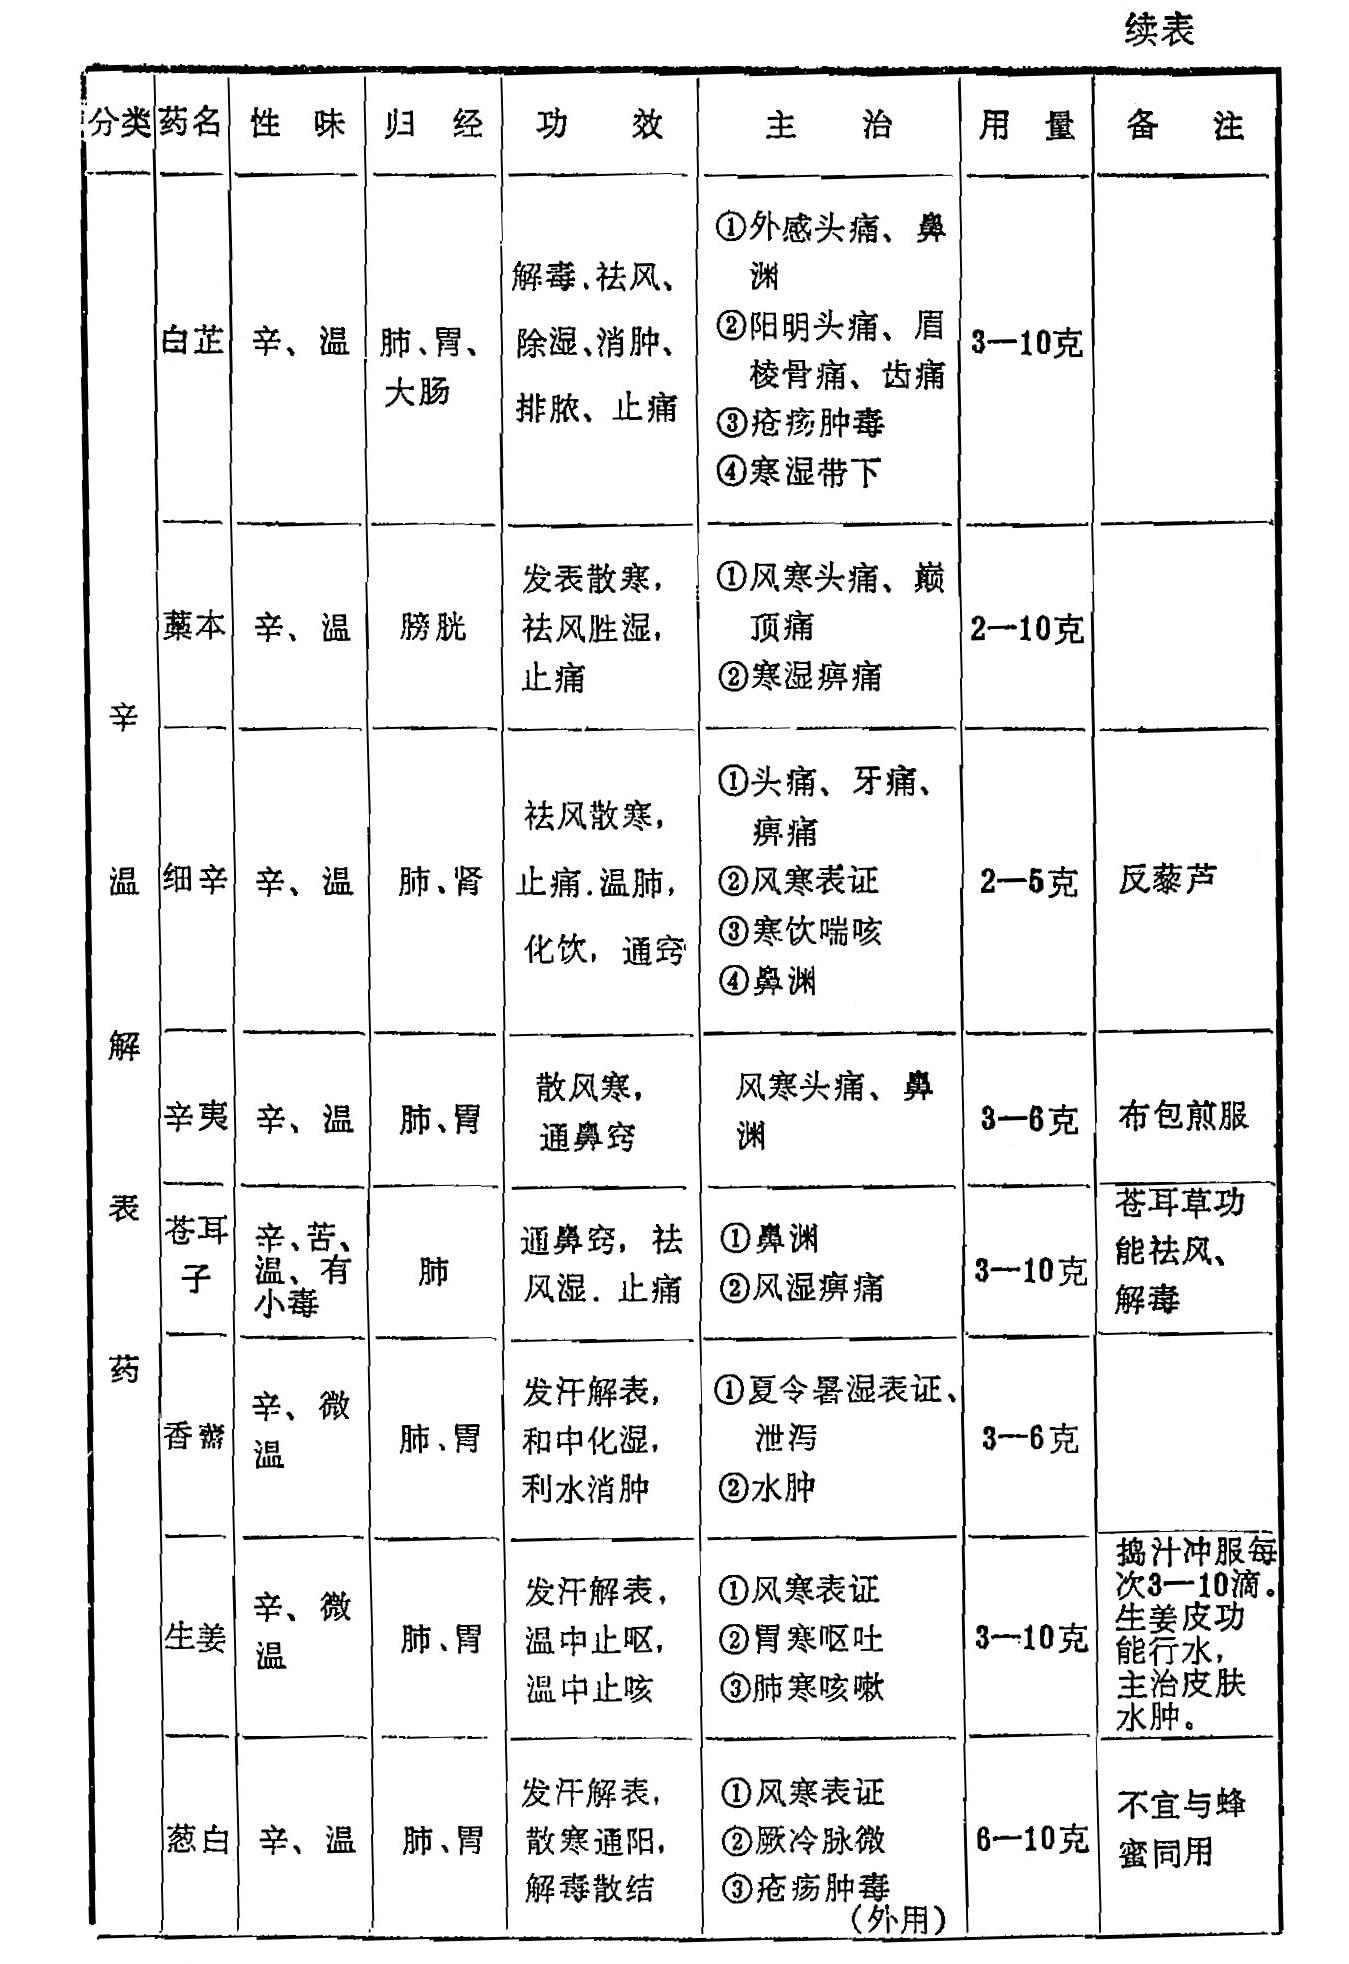 续表
分类 药名 性味 归经 功效 主治 用量 备注
辛温解表药
白芷 辛、温 肺、胃、
大肠
解毒、祛风、
除湿、消肿、
排脓、止痛
①外感头痛、鼻
渊
②阳明头痛、眉
棱骨痛、齿痛
③疮疡肿毒
④寒湿带下
3—10克
藁本 辛、温 膀胱
发表散寒，
祛风胜湿，
止痛
①风寒头痛、巅
顶痛
②寒湿痹痛
2—10克
细辛 辛、温 肺、肾
祛风散寒，
止痛．温肺，
化饮，通窍
①头痛、牙痛、
痹痛
②风寒表证
③寒饮喘咳
④鼻渊
2—5克 反藜芦
辛夷 辛、温 肺、胃
散风寒，
通鼻窍
风寒头痛、鼻
渊
3—6克 布包煎服
苍耳
子
辛、苦、
温、有
小毒
肺
通鼻窍，祛
风湿．止痛
①鼻渊
②风湿痹痛
3—10克
苍耳草功
能祛风、
解毒
香薷
辛、微
温
肺、胃
发汗解表，
和中化湿，
利水消肿
①夏令暑湿表证、
泄泻
②水肿
3—6克
生姜
辛、微
温
肺、胃
发汗解表，
温中止呕，
温中止咳
①风寒表证
②胃寒呕吐
③肺寒咳嗽
3—10克
捣汁冲服每
次3—10滴。
生姜皮功
能行水，
主治皮肤
水肿。
葱白 辛、温 肺、胃
发汗解表，
散寒通阳，
解毒散结
①风寒表证
②厥冷脉微
③疮疡肿毒
（外用）
6—10克
不宜与蜂
蜜同用